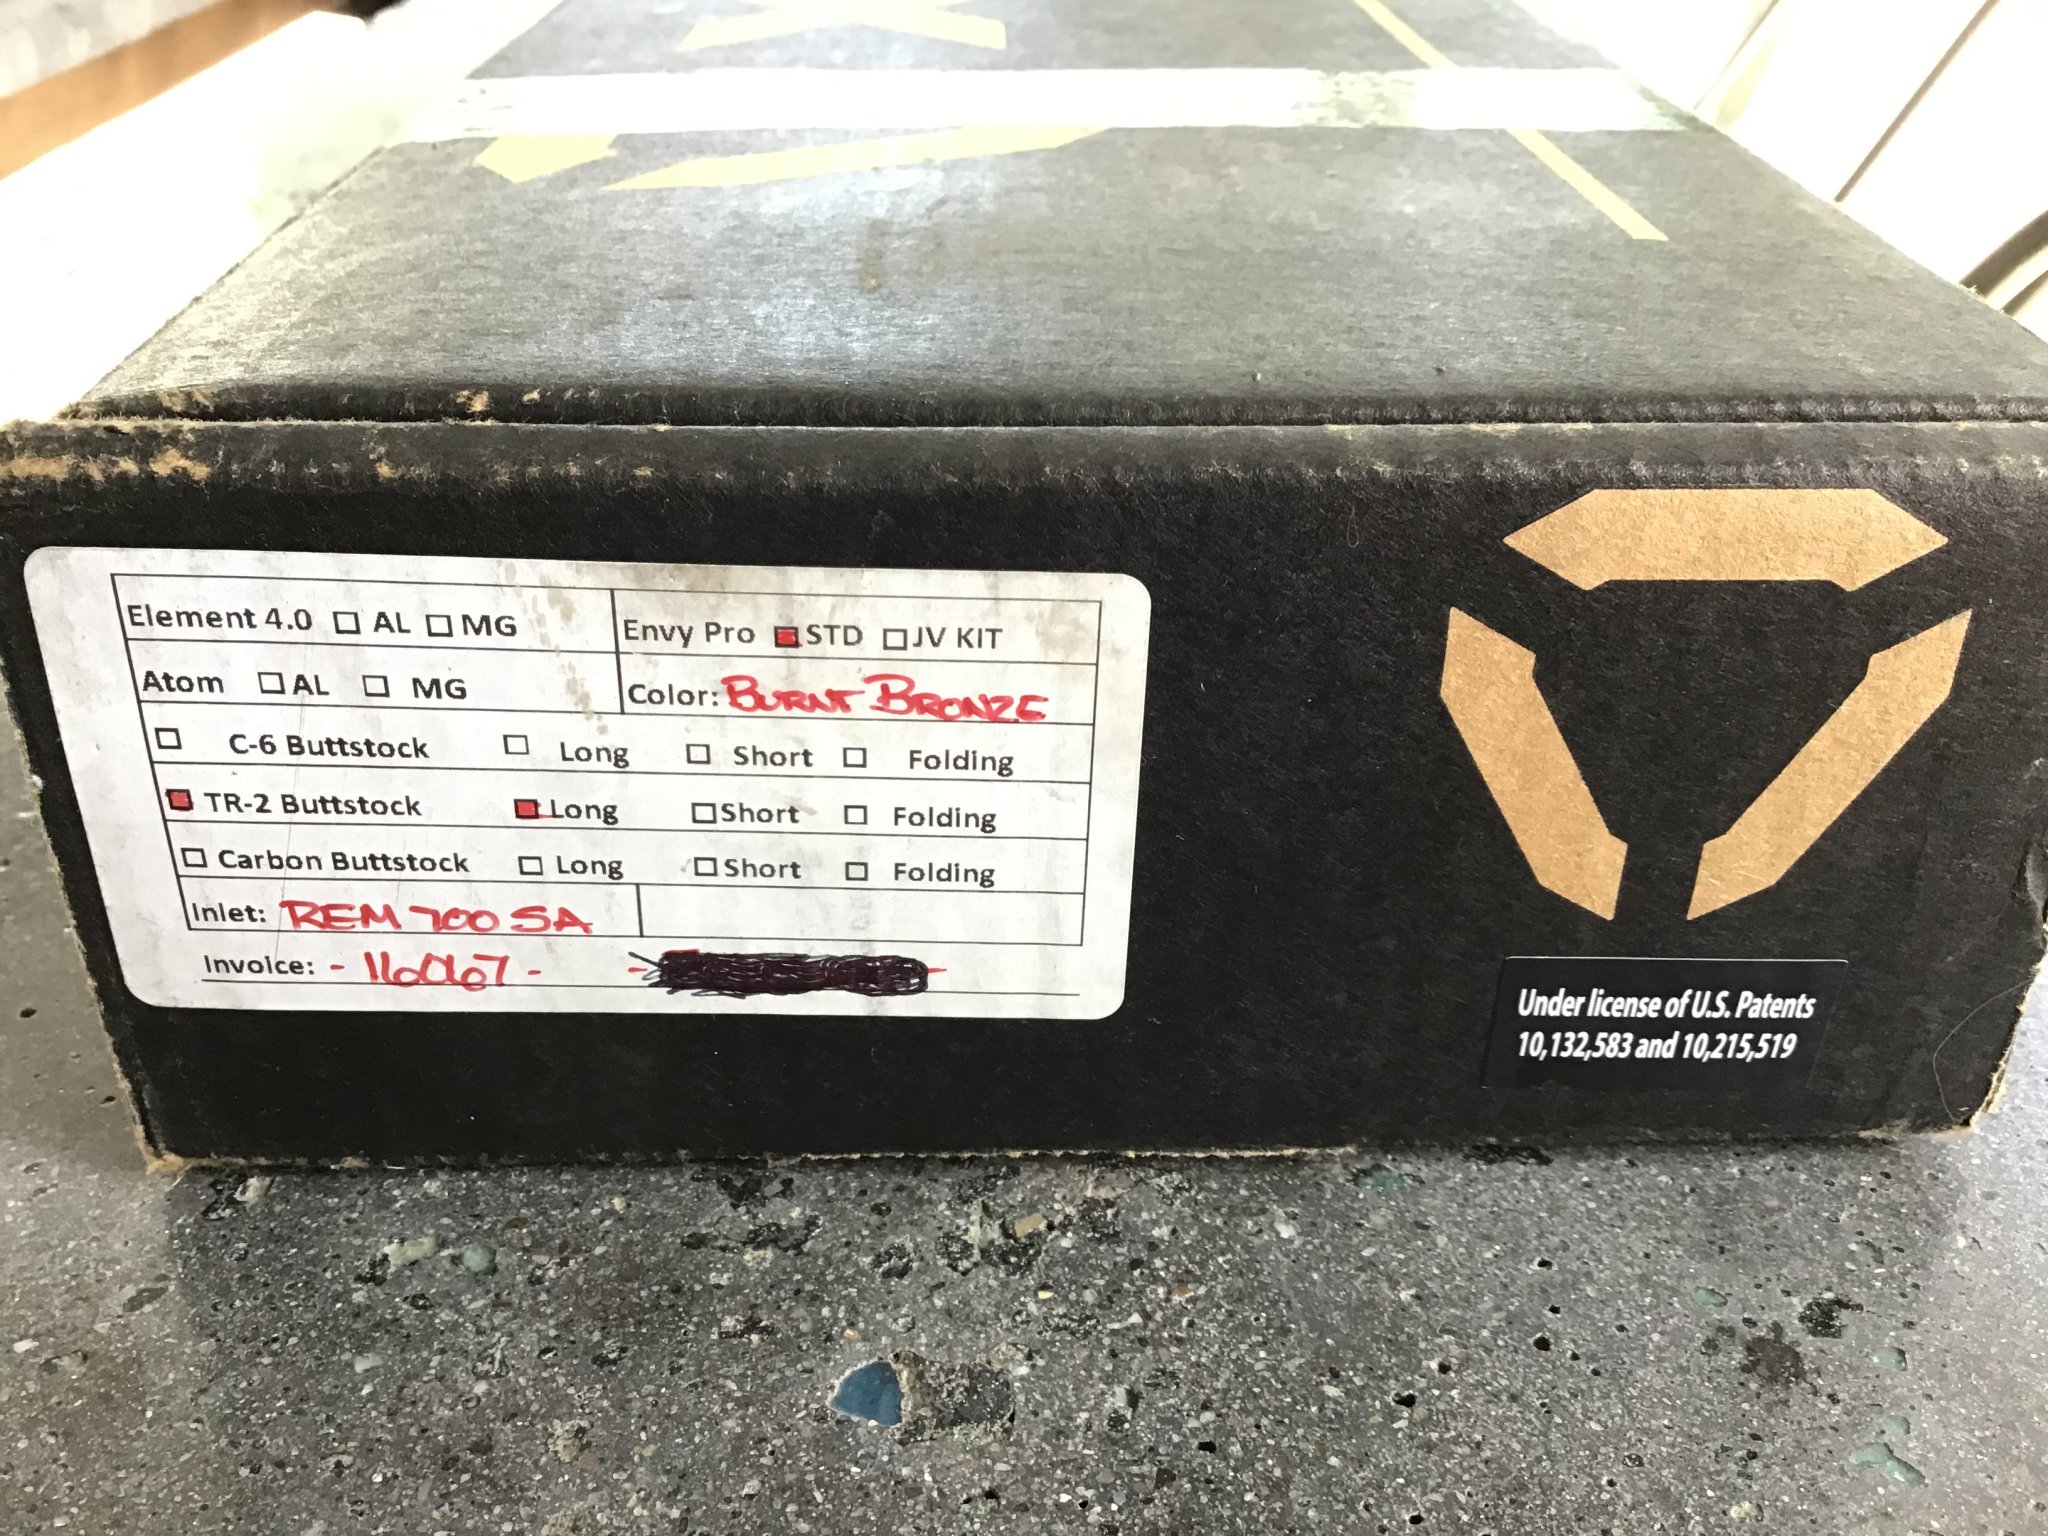 Element 4.0 ☐ AL ☐ MG
Envy Pro ■ STD ☐ JV KIT
Atom ☐ AL ☐ MG
Color: BURNT BRONZE
☐ C-6 Buttstock ☐ Long ☐ Short ☐ Folding
■ TR-2 Buttstock ■ Long ☐ Short ☐ Folding
☐ Carbon Buttstock ☐ Long ☐ Short ☐ Folding
Inlet: REM 700 SA
Invoice: - 16067 -
Under license of U.S. Patents
10,132,583 and 10,215,519